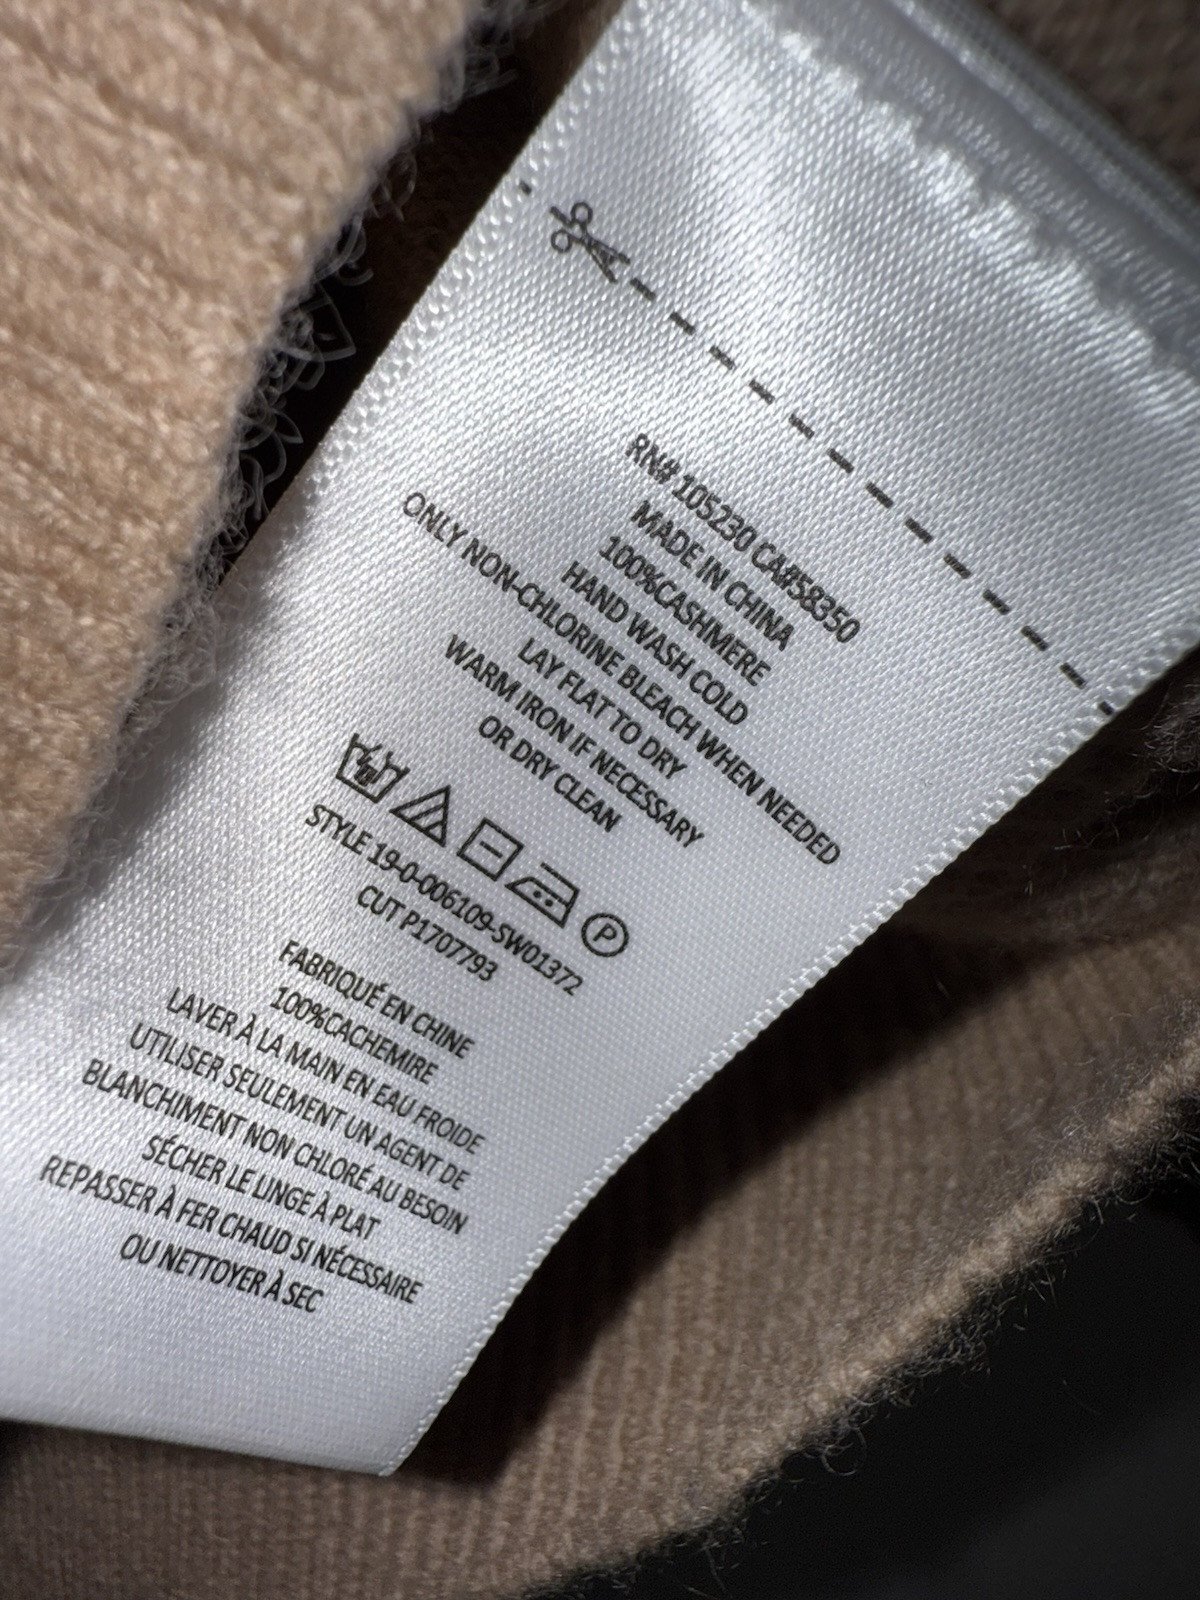 RN# 105230 CA#58350
MADE IN CHINA
100%CASHMERE
HAND WASH COLD
ONLY NON-CHLORINE BLEACH WHEN NEEDED
LAY FLAT TO DRY
WARM IRON IF NECESSARY
OR DRY CLEAN
P
STYLE 19-0-006109-SW01372
CUT P1707793
FABRIQUÉ EN CHINE
100%CACHEMIRE
LAVER À LA MAIN EN EAU FROIDE
UTILISER SEULEMENT UN AGENT DE
BLANCHIMENT NON CHLORÉ AU BESOIN
SÉCHER LE LINGE À PLAT
REPASSER À FER CHAUD SI NÉCESSAIRE
OU NETTOYER À SEC